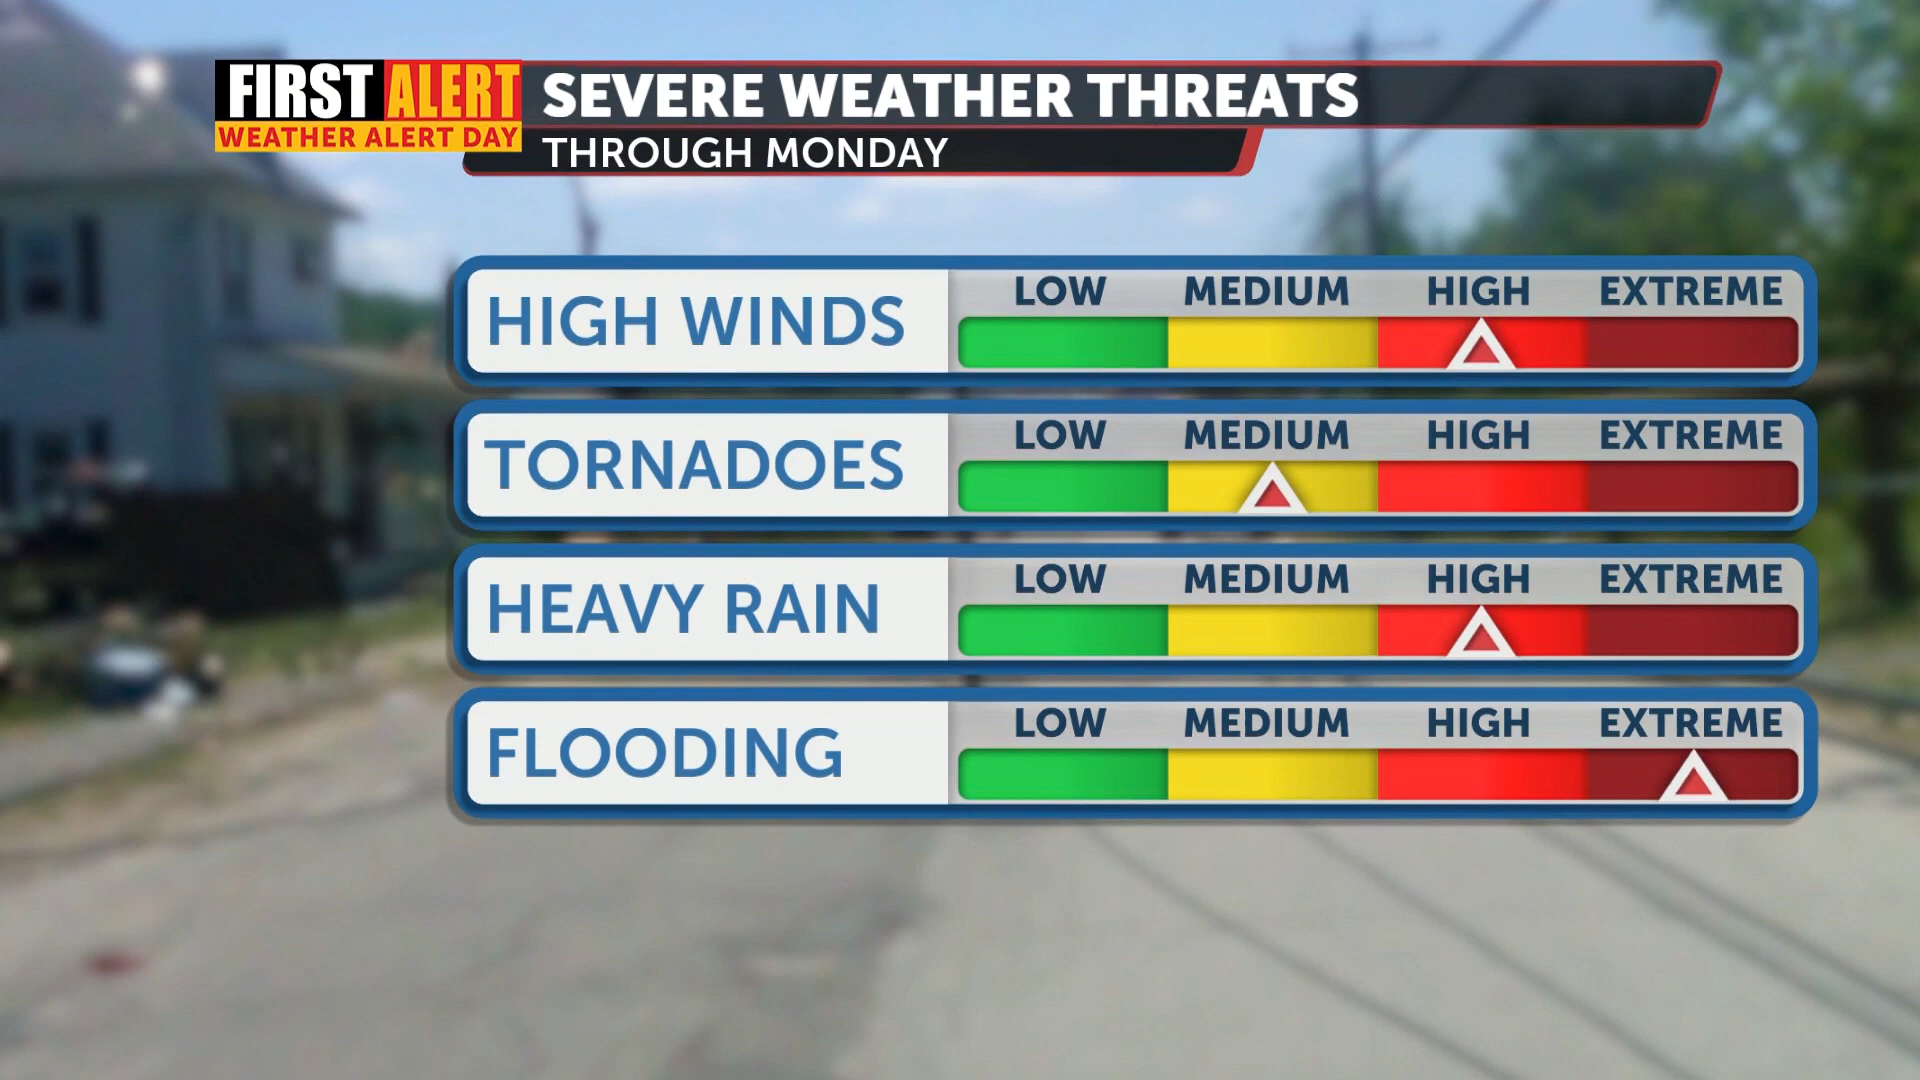 FIRST ALERT
WEATHER ALERT DAY
SEVERE WEATHER THREATS
THROUGH MONDAY
HIGH WINDS
LOW MEDIUM HIGH EXTREME
TORNADOES
LOW MEDIUM HIGH EXTREME
HEAVY RAIN
LOW MEDIUM HIGH EXTREME
FLOODING
LOW MEDIUM HIGH EXTREME